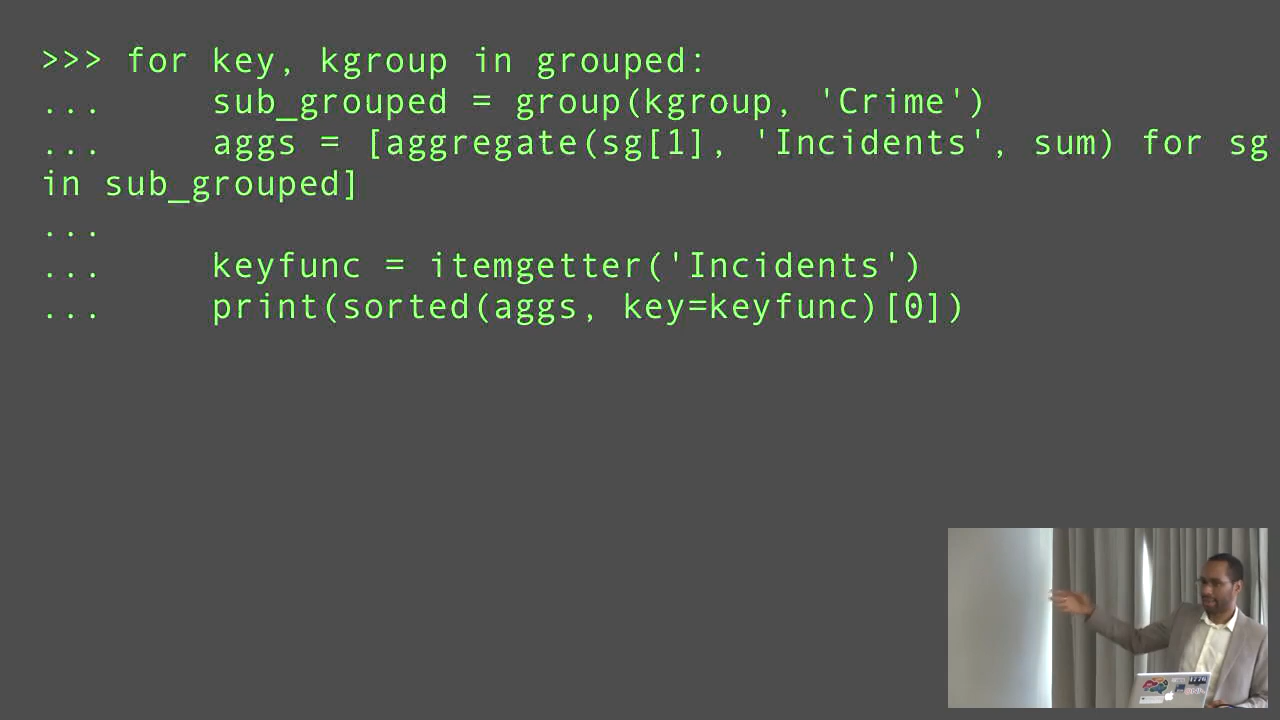 >>> for key, kgroup in grouped:
...     sub_grouped = group(kgroup, 'Crime')
...     aggs = [aggregate(sg[1], 'Incidents', sum) for sg
in sub_grouped]
...
...     keyfunc = itemgetter('Incidents')
...     print(sorted(aggs, key=keyfunc)[0])